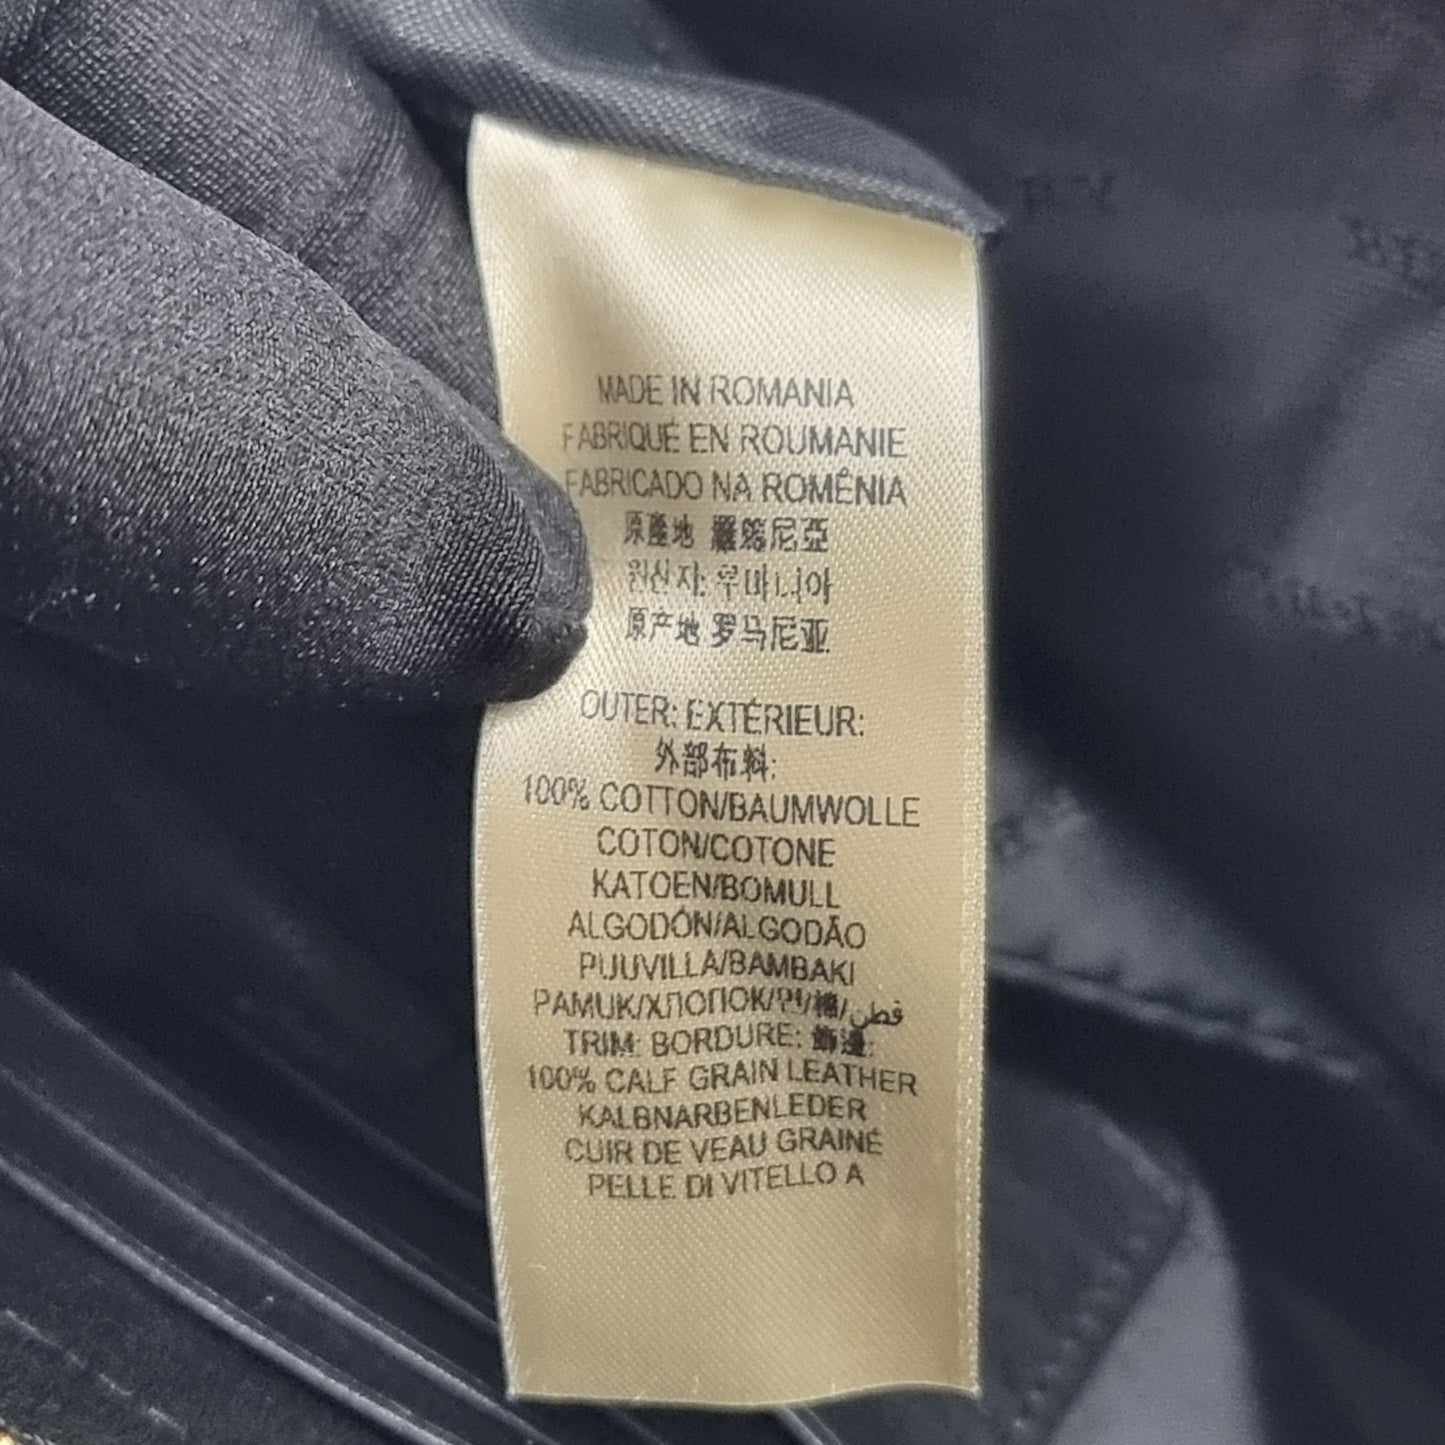 MADE IN ROMANIA
FABRIQUÉ EN ROUMANIE
FABRICADO NA ROMÊNIA
原產地 羅馬尼亞
원산자: 루마니아
原产地 罗马尼亚
OUTER: EXTÉRIEUR:
外部布料:
100% COTTON/BAUMWOLLE
COTON/COTONE
KATOEN/BOMULL
ALGODÓN/ALGODÃO
PUUVILLA/BAMBAKI
PAMUK/ХЛОПОК/면/棉/قطن
TRIM: BORDURE: 飾邊:
100% CALF GRAIN LEATHER
KALBNARBENLEDER
CUIR DE VEAU GRAINÉ
PELLE DI VITELLO A